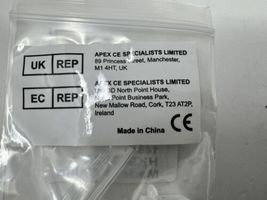 UK REP
APEX CE SPECIALISTS LIMITED
89 Princess Street, Manchester,
M1 4HT, UK
EC REP
APEX CE SPECIALISTS LIMITED
3D North Point House,
Point Business Park,
New Mallow Road, Cork, T23 AT2P,
Ireland
Made in China CE